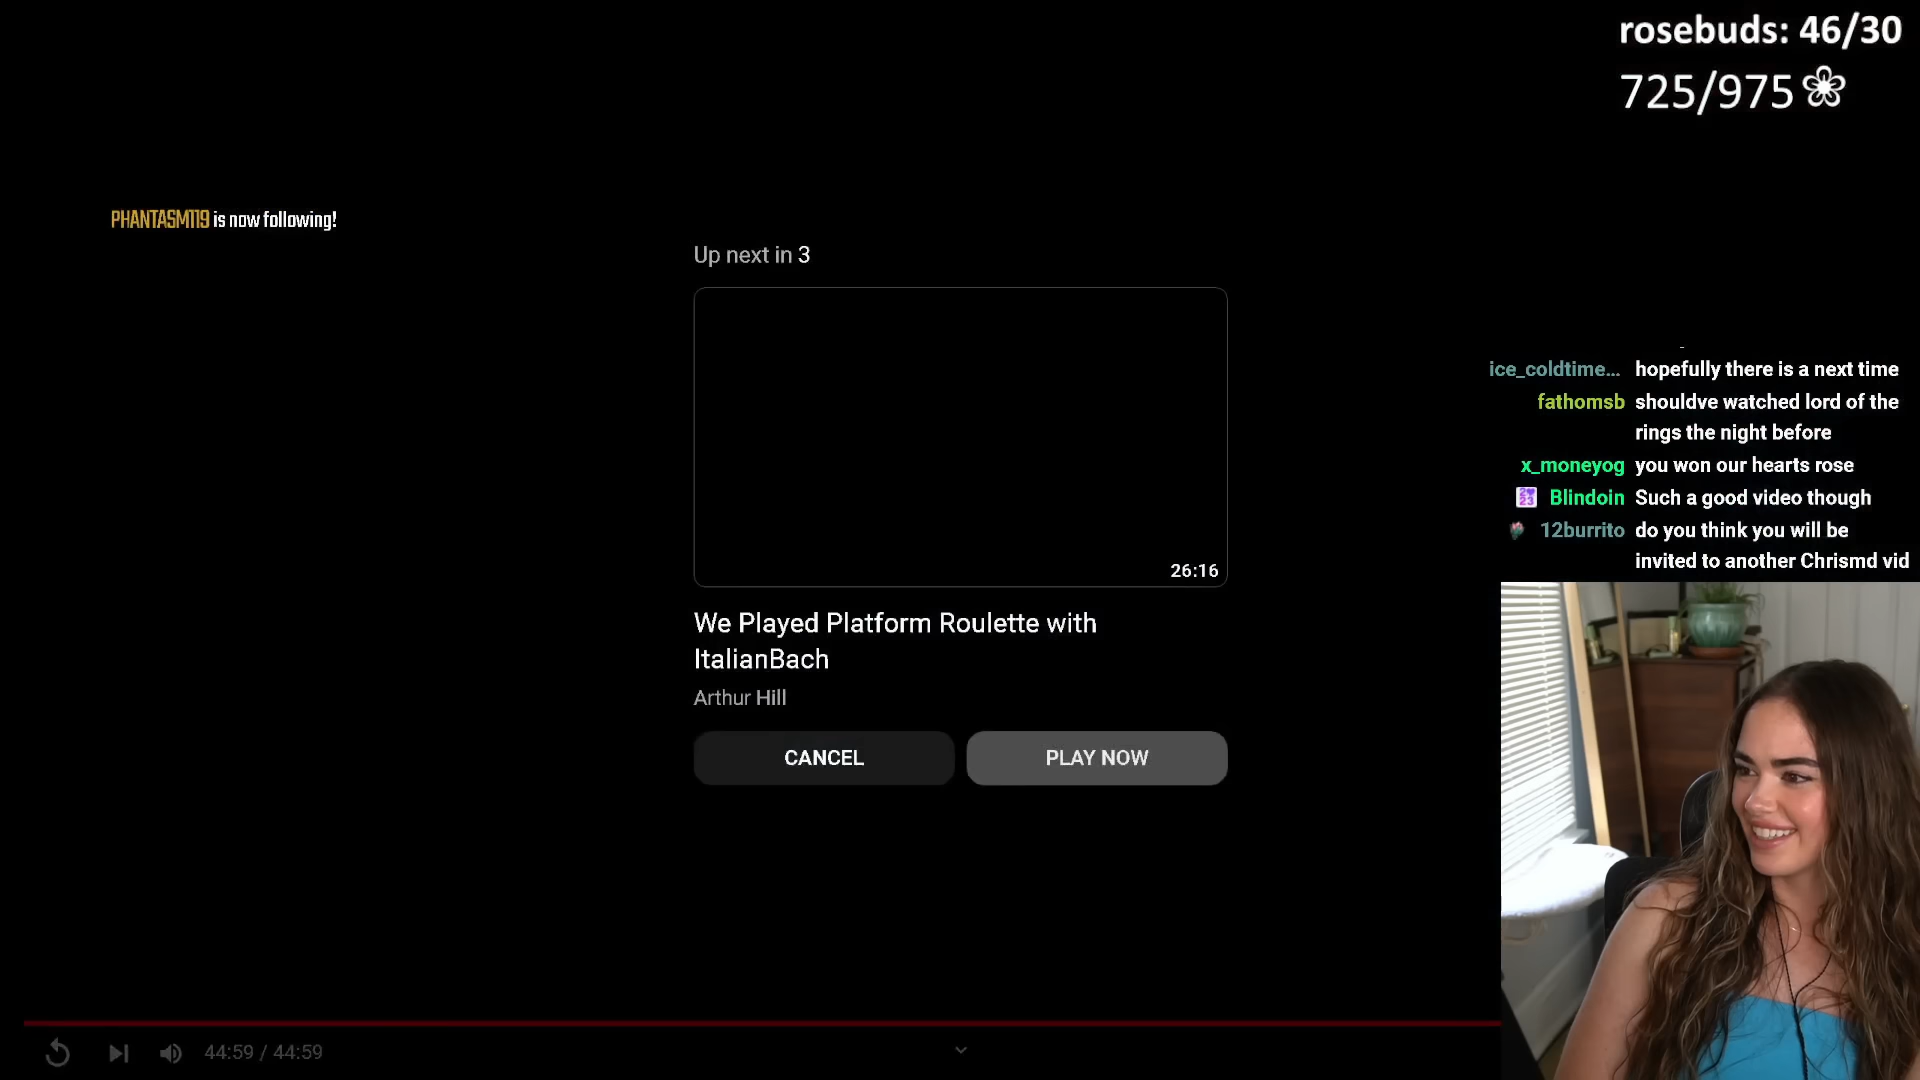 rosebuds: 46/30
725/975
PHANTASM119 is now following!
Up next in 3
26:16
We Played Platform Roulette with
ItalianBach
Arthur Hill
CANCEL
PLAY NOW
ice_coldtime... hopefully there is a next time
fathomsb shouldve watched lord of the
rings the night before
x_moneyog you won our hearts rose
Blindoin Such a good video though
12burrito do you think you will be
invited to another Chrismd vid
44:59 / 44:59